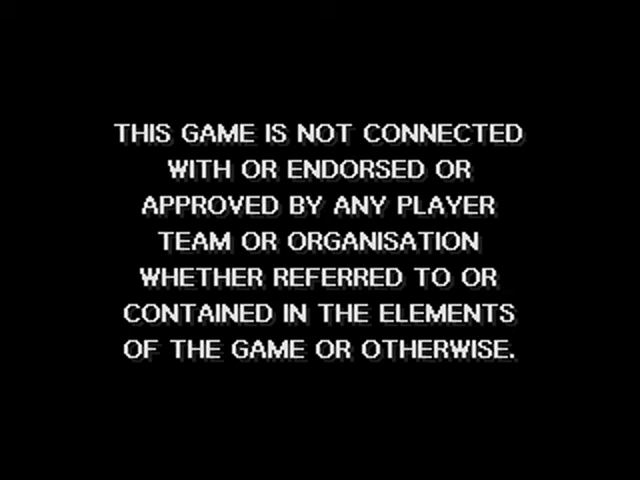 THIS GAME IS NOT CONNECTED
WITH OR ENDORSED OR
APPROVED BY ANY PLAYER
TEAM OR ORGANISATION
WHETHER REFERRED TO OR
CONTAINED IN THE ELEMENTS
OF THE GAME OR OTHERWISE.